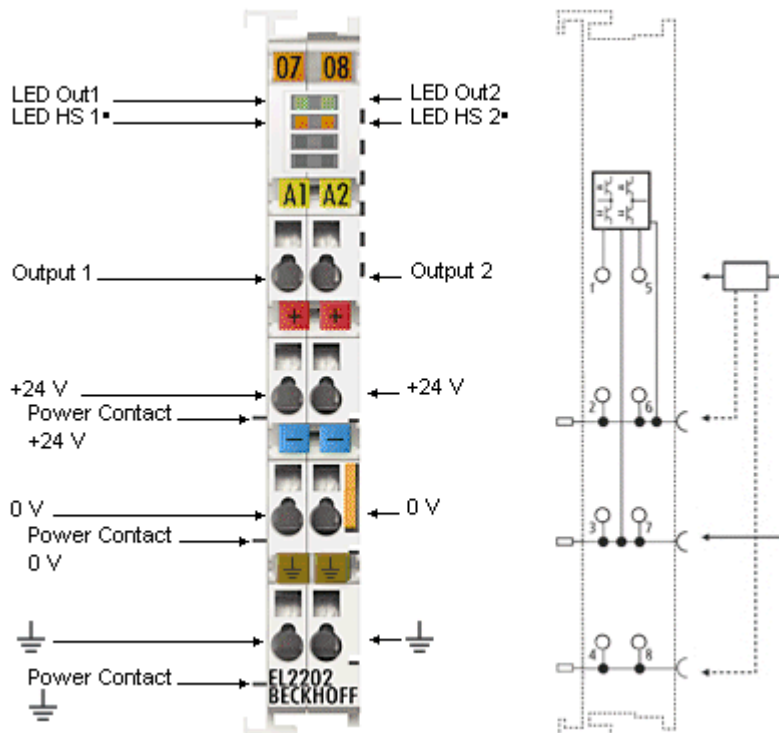 07 08
LED Out1
LED Out2
LED HS 1▪
LED HS 2▪
A1 A2
Output 1
Output 2
+ +
+24 V
+24 V
Power Contact
+24 V
− −
0 V
0 V
Power Contact
0 V
Power Contact
EL2202
BECKHOFF
1 5
2 6
3 7
4 8